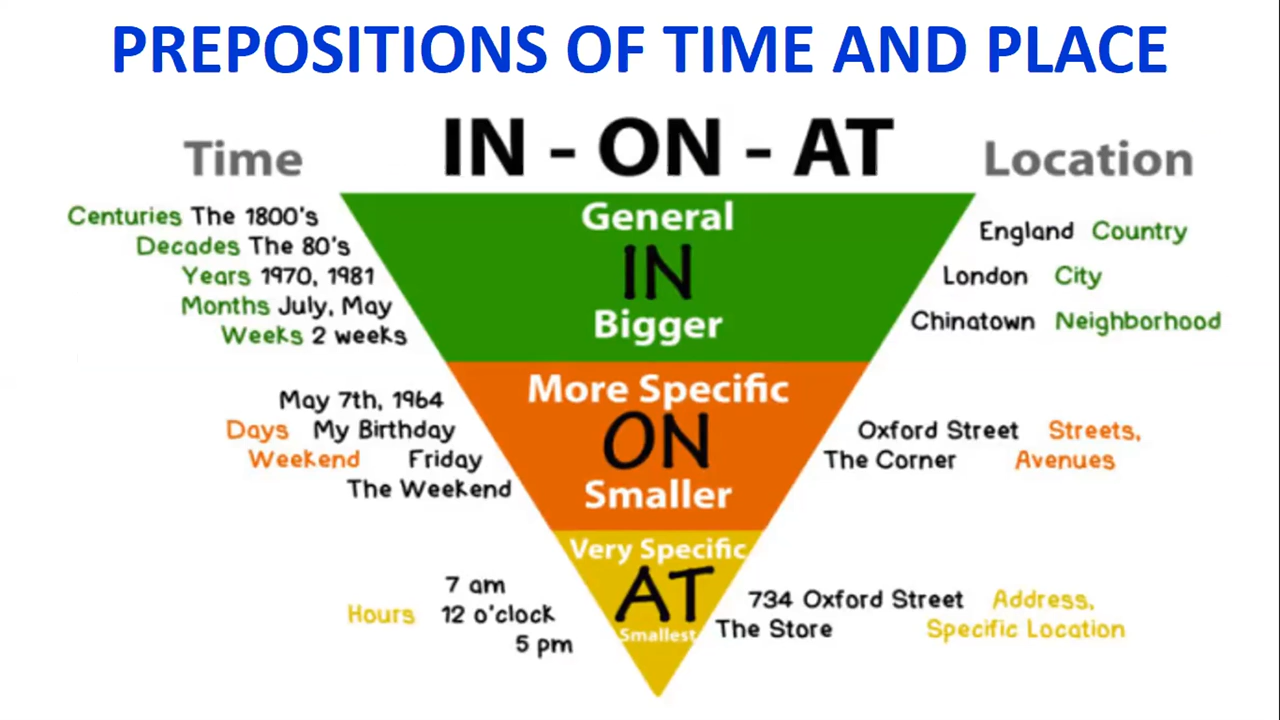 PREPOSITIONS OF TIME AND PLACE
IN - ON - AT
Time
Location
Centuries The 1800's
Decades The 80's
Years 1970, 1981
Months July, May
Weeks 2 weeks
General
IN
Bigger
England Country
London City
Chinatown Neighborhood
May 7th, 1964
Days My Birthday
Weekend Friday
The Weekend
More Specific
ON
Smaller
Oxford Street Streets,
The Corner Avenues
7 am
Hours 12 o'clock
5 pm
Very Specific
AT
Smallest
734 Oxford Street Address,
The Store Specific Location